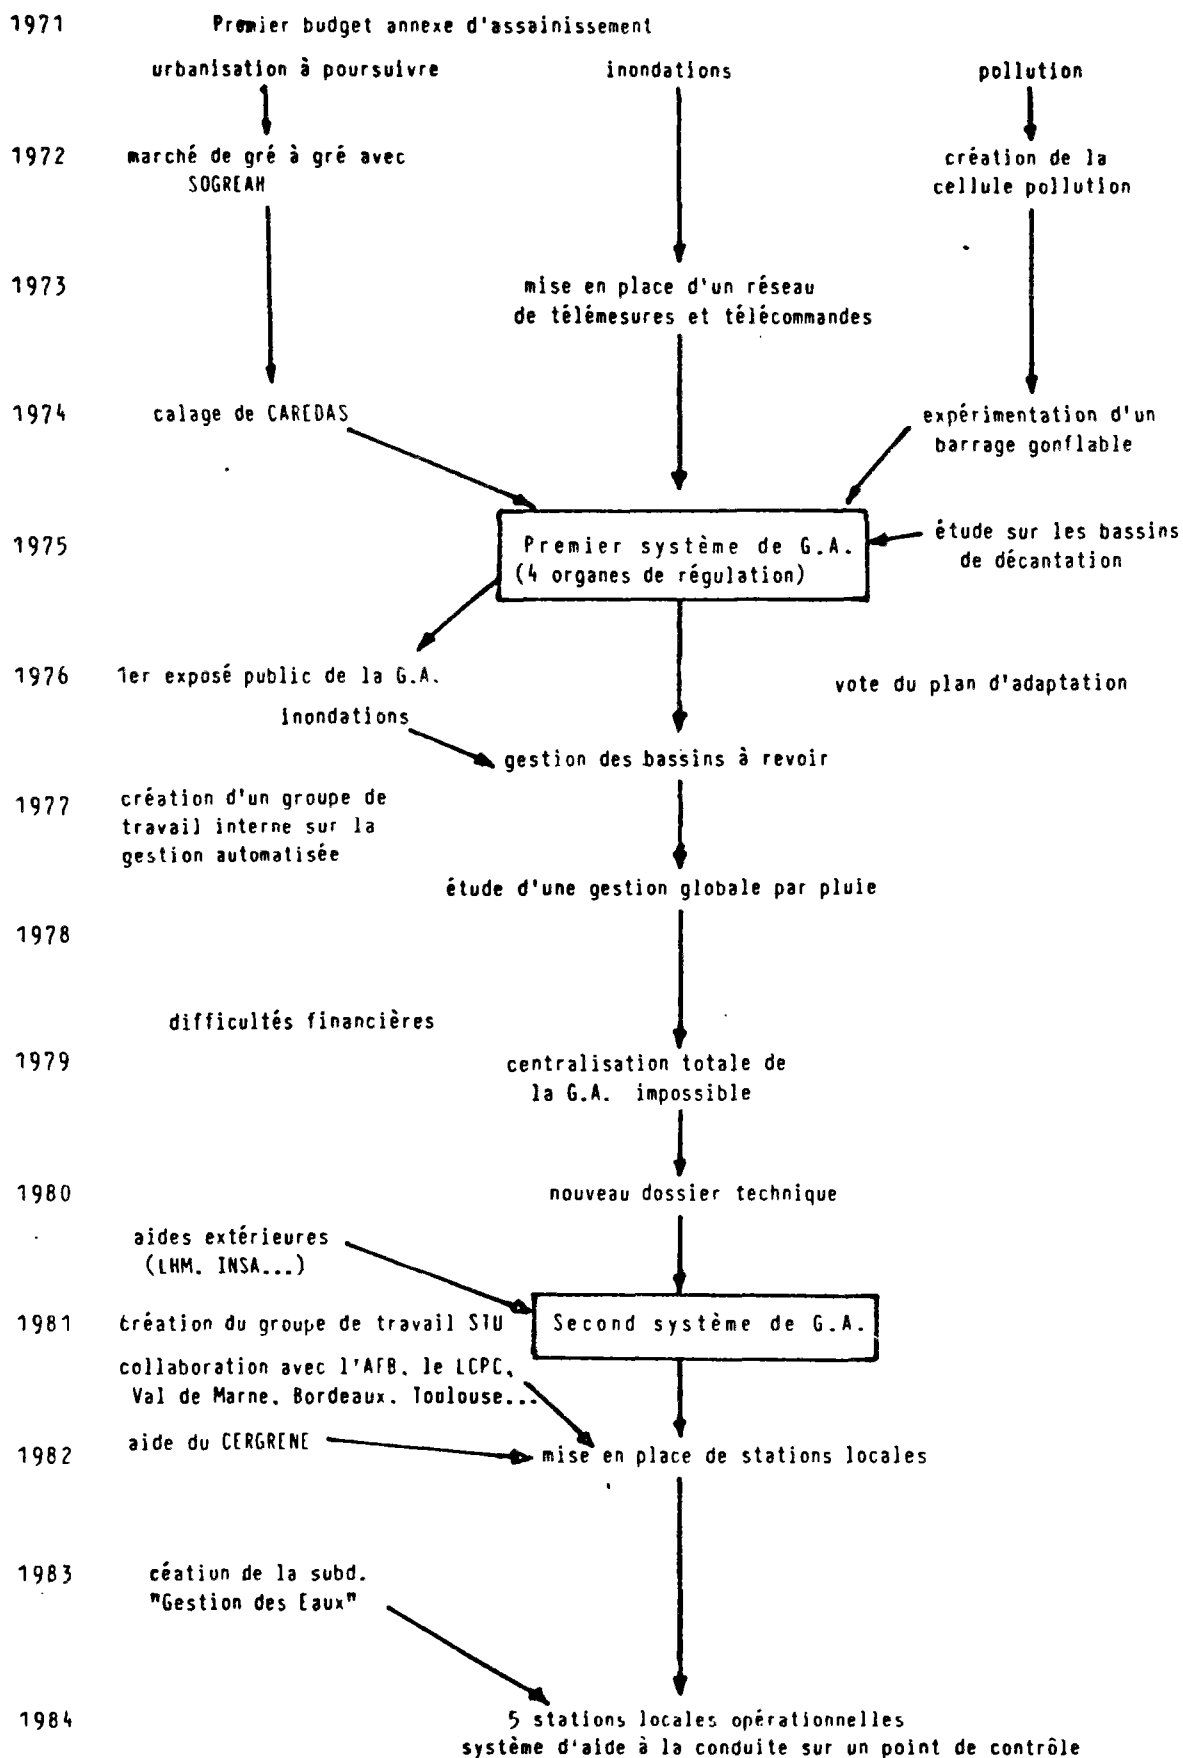 1971 Premier budget annexe d'assainissement
urbanisation à poursuivre inondations pollution
1972 marché de gré à gré avec création de la
SOGREAH cellule pollution
1973 mise en place d'un réseau
de télémesures et télécommandes
1974 calage de CAREDAS expérimentation d'un
barrage gonflable
1975 Premier système de G.A. étude sur les bassins
(4 organes de régulation) de décantation
1976 1er exposé public de la G.A. vote du plan d'adaptation
inondations
gestion des bassins à revoir
1977 création d'un groupe de
travail interne sur la
gestion automatisée
étude d'une gestion globale par pluie
1978
difficultés financières
1979 centralisation totale de
la G.A. impossible
1980 nouveau dossier technique
aides extérieures
(LHM. INSA...)
1981 création du groupe de travail STU Second système de G.A.
collaboration avec l'AFB. le LCPC.
Val de Marne. Bordeaux. Toulouse...
1982 aide du CERGRENE mise en place de stations locales
1983 céation de la subd.
"Gestion des Eaux"
1984 5 stations locales opérationnelles
système d'aide à la conduite sur un point de contrôle